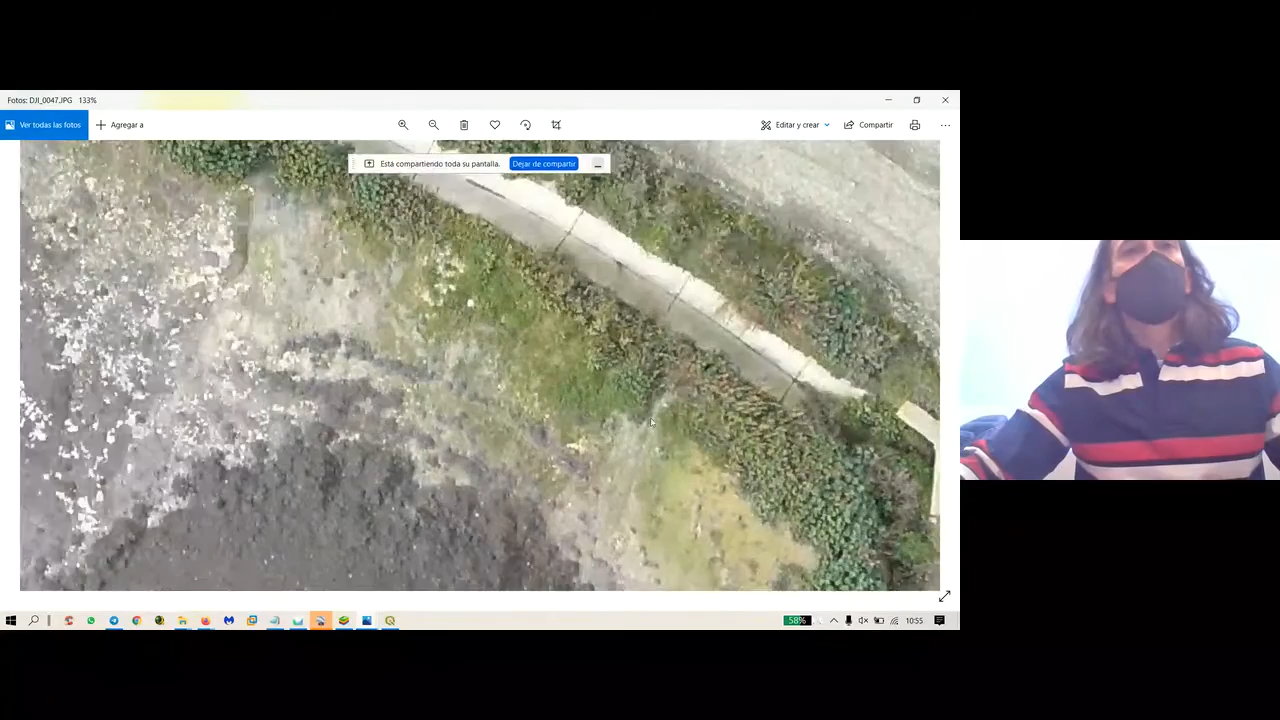 Fotos: DJI_0047.JPG 133%
Ver todas las fotos
Agregar a
Editar y crear
Compartir
Está compartiendo toda su pantalla.
Dejar de compartir
58%
10:55